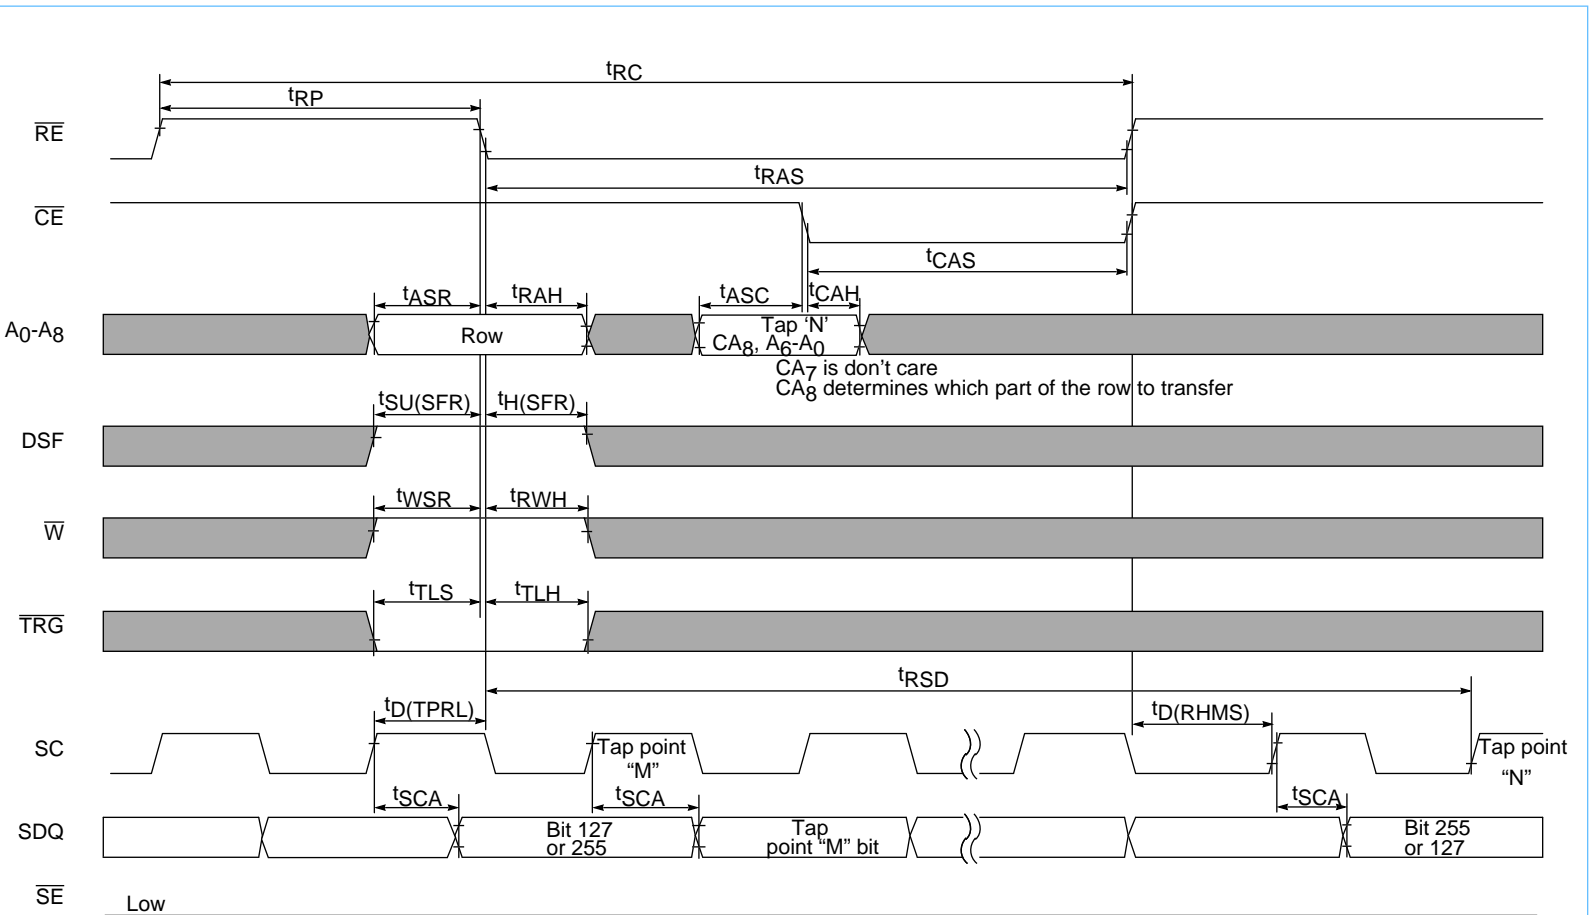 tRC
tRP
RE
tRAS
CE
tCAS
tASR tRAH tASC tCAH
A0-A8 Row Tap ‘N’
CA8, A6-A0
CA7 is don’t care
CA8 determines which part of the row to transfer
tSU(SFR) tH(SFR)
DSF
tWSR tRWH
W
tTLS tTLH
TRG
tRSD
tD(TPRL) tD(RHMS)
SC Tap point Tap point
“M” “N”
tSCA tSCA tSCA
SDQ Bit 127 Tap Bit 255
or 255 point “M” bit or 127
SE Low